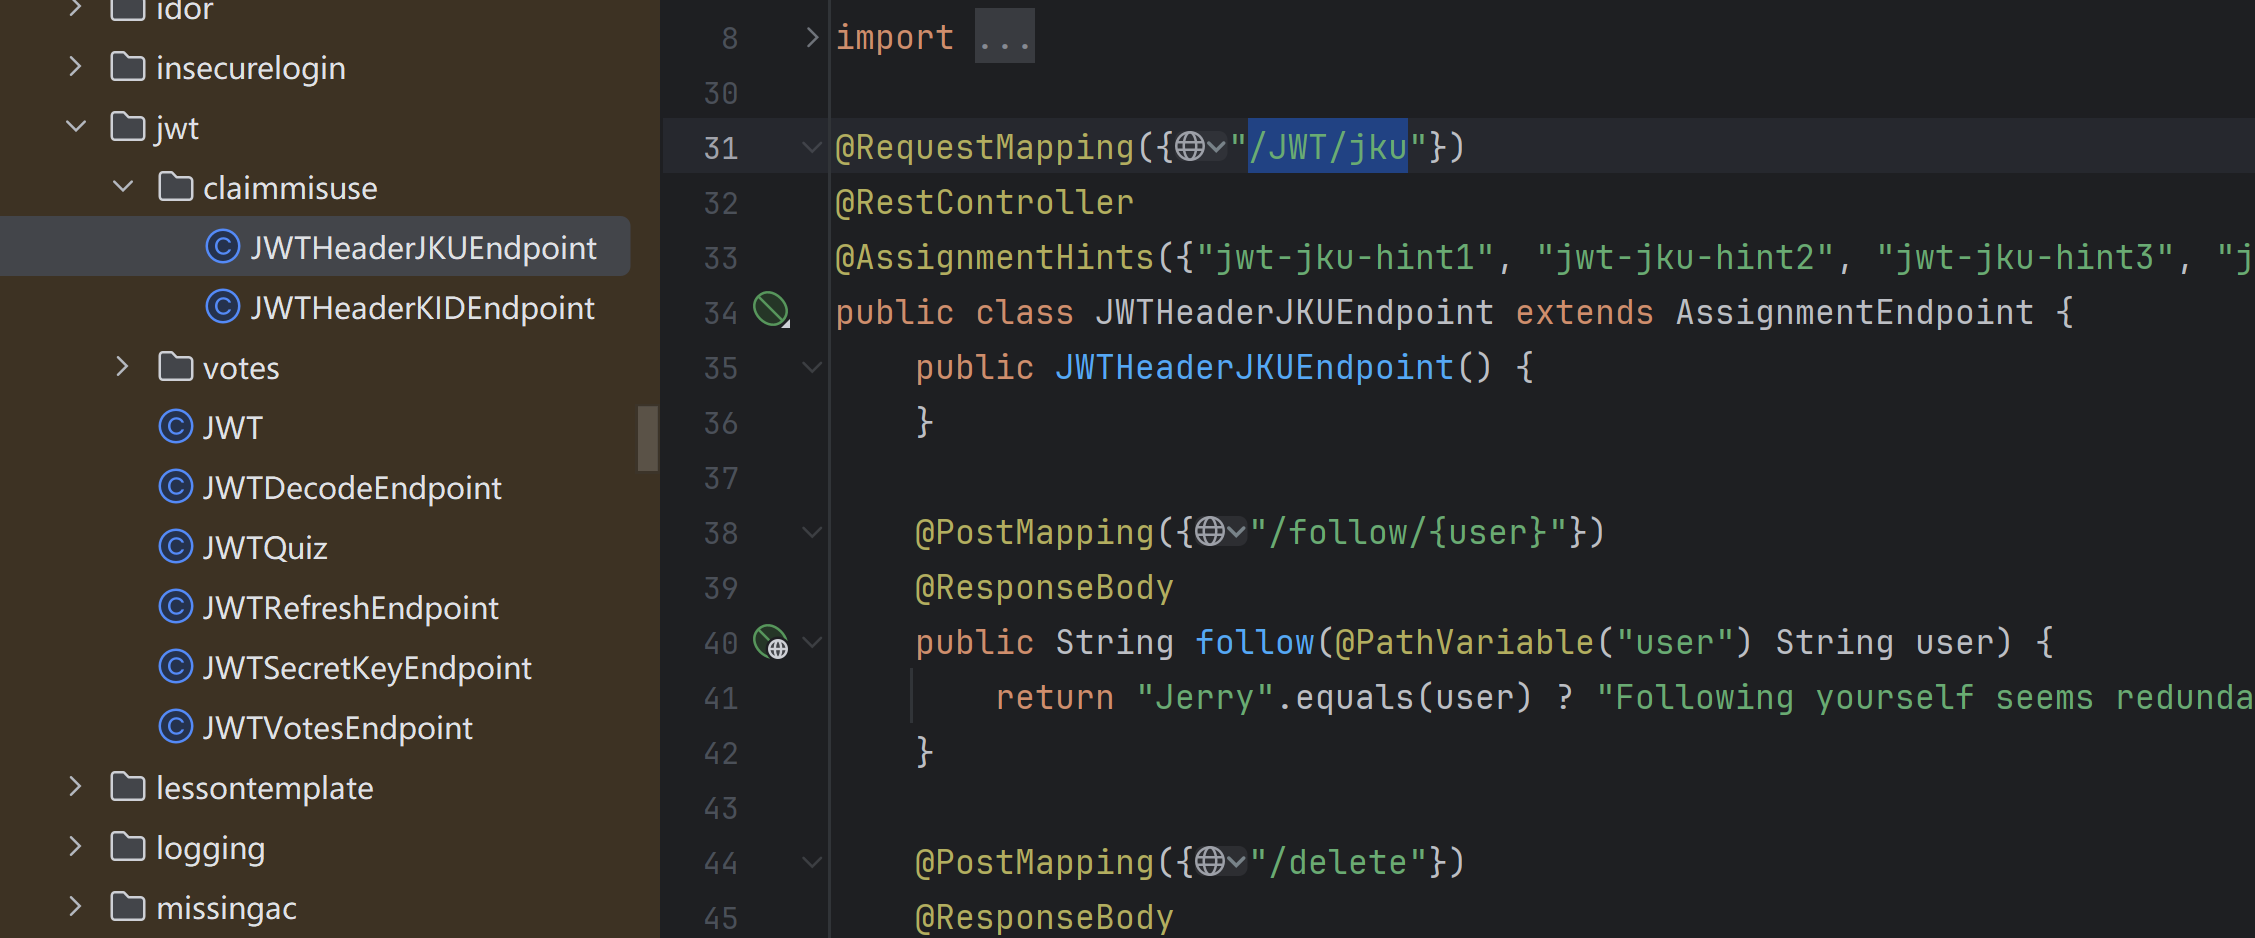 idor
insecurelogin
jwt
claimmisuse
JWTHeaderJKUEndpoint
JWTHeaderKIDEndpoint
votes
JWT
JWTDecodeEndpoint
JWTQuiz
JWTRefreshEndpoint
JWTSecretKeyEndpoint
JWTVotesEndpoint
lessontemplate
logging
missingac
8 import ...
30
31 @RequestMapping({"/JWT/jku"})
32 @RestController
33 @AssignmentHints({"jwt-jku-hint1", "jwt-jku-hint2", "jwt-jku-hint3", "j
34 public class JWTHeaderJKUEndpoint extends AssignmentEndpoint {
35 public JWTHeaderJKUEndpoint() {
36 }
37
38 @PostMapping({"/follow/{user}"})
39 @ResponseBody
40 public String follow(@PathVariable("user") String user) {
41 return "Jerry".equals(user) ? "Following yourself seems redunda
42 }
43
44 @PostMapping({"/delete"})
45 @ResponseBody